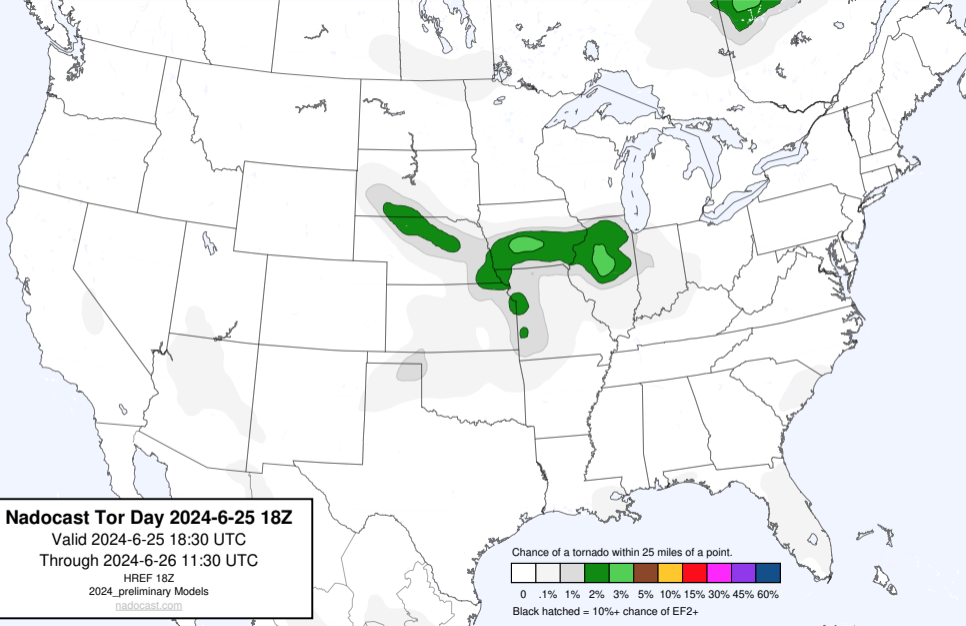 Nadocast Tor Day 2024-6-25 18Z
Valid 2024-6-25 18:30 UTC
Through 2024-6-26 11:30 UTC
HREF 18Z
2024_preliminary Models
nadocast.com
Chance of a tornado within 25 miles of a point.
0 .1% 1% 2% 3% 5% 10% 15% 30% 45% 60%
Black hatched = 10%+ chance of EF2+